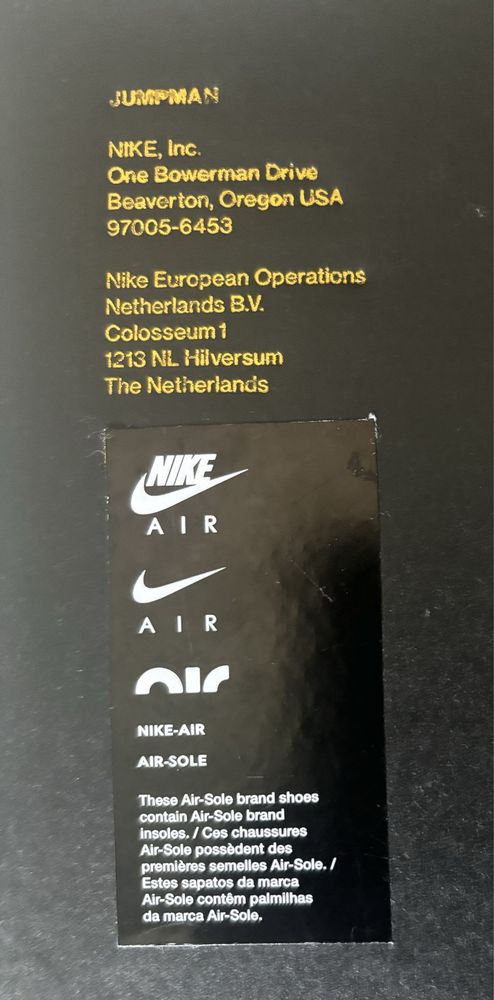 JUMPMAN
NIKE, Inc.
One Bowerman Drive
Beaverton, Oregon USA
97005-6453
Nike European Operations
Netherlands B.V.
Colosseum 1
1213 NL Hilversum
The Netherlands
NIKE
AIR
AIR
air
NIKE-AIR
AIR-SOLE
These Air-Sole brand shoes
contain Air-Sole brand
insoles. / Ces chaussures
Air-Sole possèdent des
premières semelles Air-Sole. /
Estes sapatos da marca
Air-Sole contêm palmilhas
da marca Air-Sole.